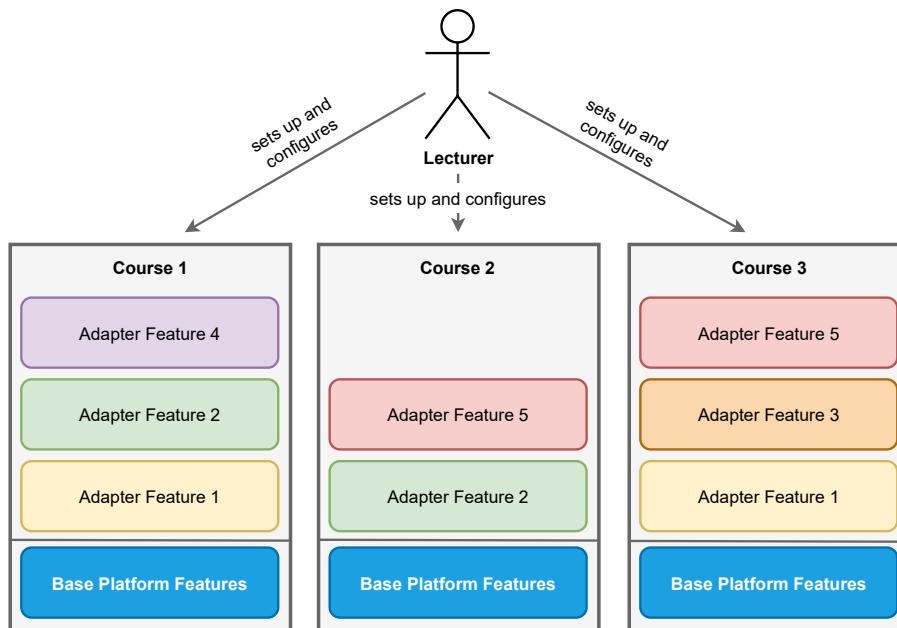 sets up and
configures
sets up and
configures
Lecturer
sets up and configures
Course 1
Adapter Feature 4
Adapter Feature 2
Adapter Feature 1
Base Platform Features
Course 2
Adapter Feature 5
Adapter Feature 2
Base Platform Features
Course 3
Adapter Feature 5
Adapter Feature 3
Adapter Feature 1
Base Platform Features